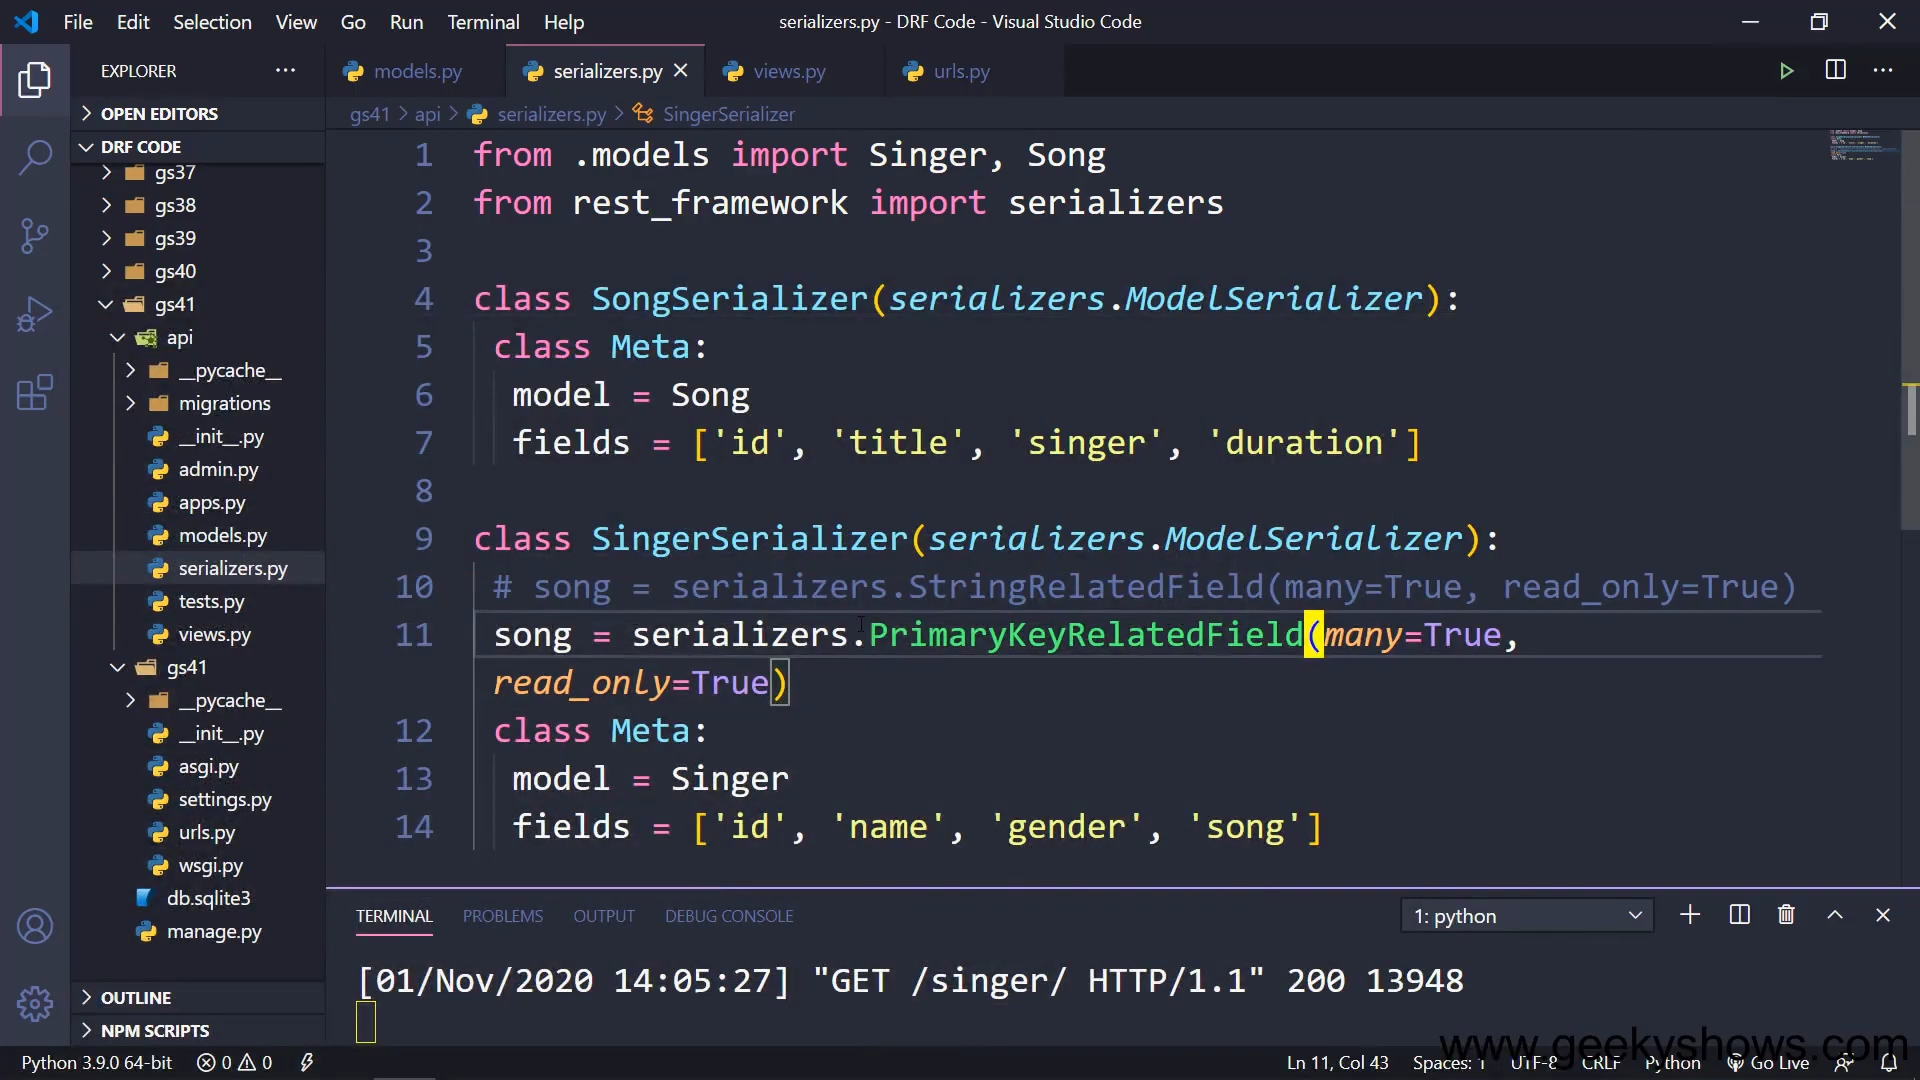 File Edit Selection View Go Run Terminal Help serializers.py - DRF Code - Visual Studio Code
EXPLORER
models.py serializers.py views.py urls.py
OPEN EDITORS
gs41 > api > serializers.py > SingerSerializer
DRF CODE
gs37
gs38
gs39
gs40
gs41
api
__pycache__
migrations
__init__.py
admin.py
apps.py
models.py
serializers.py
tests.py
views.py
gs41
__pycache__
__init__.py
asgi.py
settings.py
urls.py
wsgi.py
db.sqlite3
manage.py
OUTLINE
NPM SCRIPTS
1 from .models import Singer, Song
2 from rest_framework import serializers
3
4 class SongSerializer(serializers.ModelSerializer):
5 class Meta:
6 model = Song
7 fields = ['id', 'title', 'singer', 'duration']
8
9 class SingerSerializer(serializers.ModelSerializer):
10 # song = serializers.StringRelatedField(many=True, read_only=True)
11 song = serializers.PrimaryKeyRelatedField(many=True,
read_only=True)
12 class Meta:
13 model = Singer
14 fields = ['id', 'name', 'gender', 'song']
TERMINAL PROBLEMS OUTPUT DEBUG CONSOLE 1: python
[01/Nov/2020 14:05:27] "GET /singer/ HTTP/1.1" 200 13948
www.geekyshows.com
Python 3.9.0 64-bit 0 0 Ln 11, Col 43 Spaces: 1 UTF-8 CRLF Python Go Live